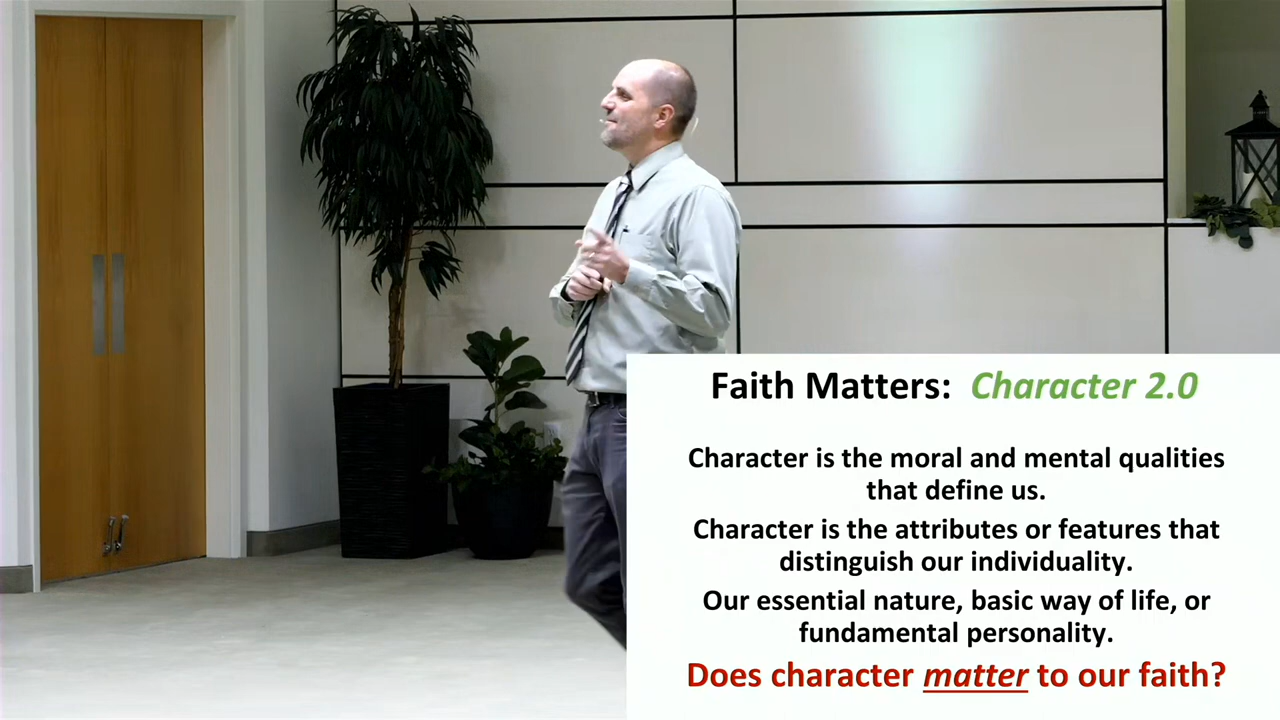 Faith Matters: Character 2.0
Character is the moral and mental qualities
that define us.
Character is the attributes or features that
distinguish our individuality.
Our essential nature, basic way of life, or
fundamental personality.
Does character matter to our faith?